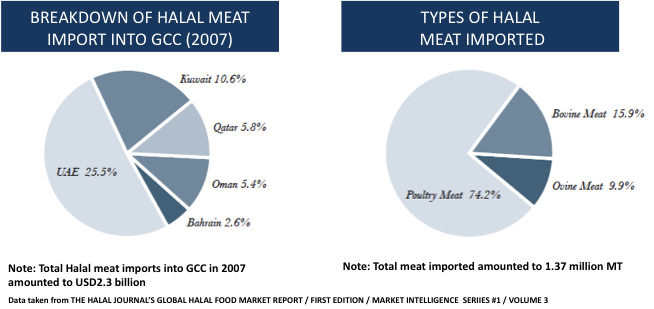 BREAKDOWN OF HALAL MEAT
IMPORT INTO GCC (2007)
Kuwait 10.6%
Qatar 5.8%
UAE 25.5%
Oman 5.4%
Bahrain 2.6%
Note: Total Halal meat imports into GCC in 2007
amounted to USD2.3 billion
TYPES OF HALAL
MEAT IMPORTED
Bovine Meat 15.9%
Ovine Meat 9.9%
Poultry Meat 74.2%
Note: Total meat imported amounted to 1.37 million MT
Data taken from THE HALAL JOURNAL'S GLOBAL HALAL FOOD MARKET REPORT / FIRST EDITION / MARKET INTELLIGENCE SERIIES #1 / VOLUME 3